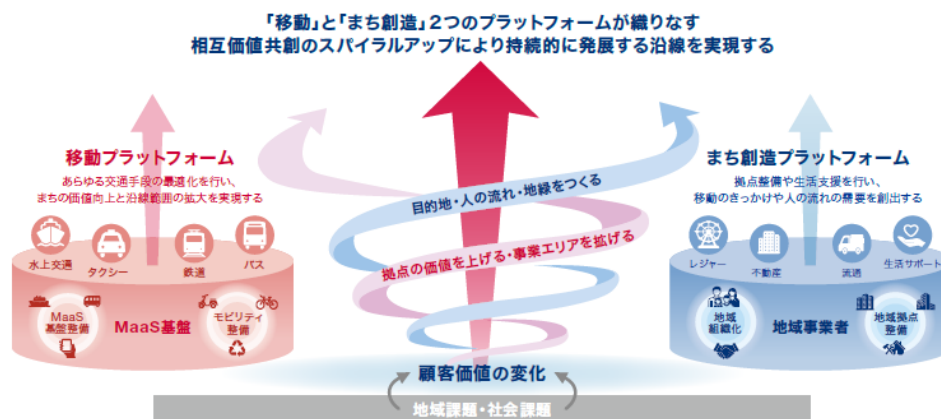 「移動」と「まち創造」2つのプラットフォームが織りなす
相互価値共創のスパイラルアップにより持続的に発展する沿線を実現する
移動プラットフォーム
あらゆる交通手段の最適化を行い、
まちの価値向上と沿線範囲の拡大を実現する
水上交通
タクシー
鉄道
バス
MaaS
基盤整備
MaaS基盤
モビリティ
整備
目的地・人の流れ・地縁をつくる
拠点の価値を上げる・事業エリアを拡げる
まち創造プラットフォーム
拠点整備や生活支援を行い、
移動のきっかけや人の流れの需要を創出する
レジャー
不動産
流通
生活サポート
地域
組織化
地域事業者
地域拠点
整備
顧客価値の変化
地域課題・社会課題